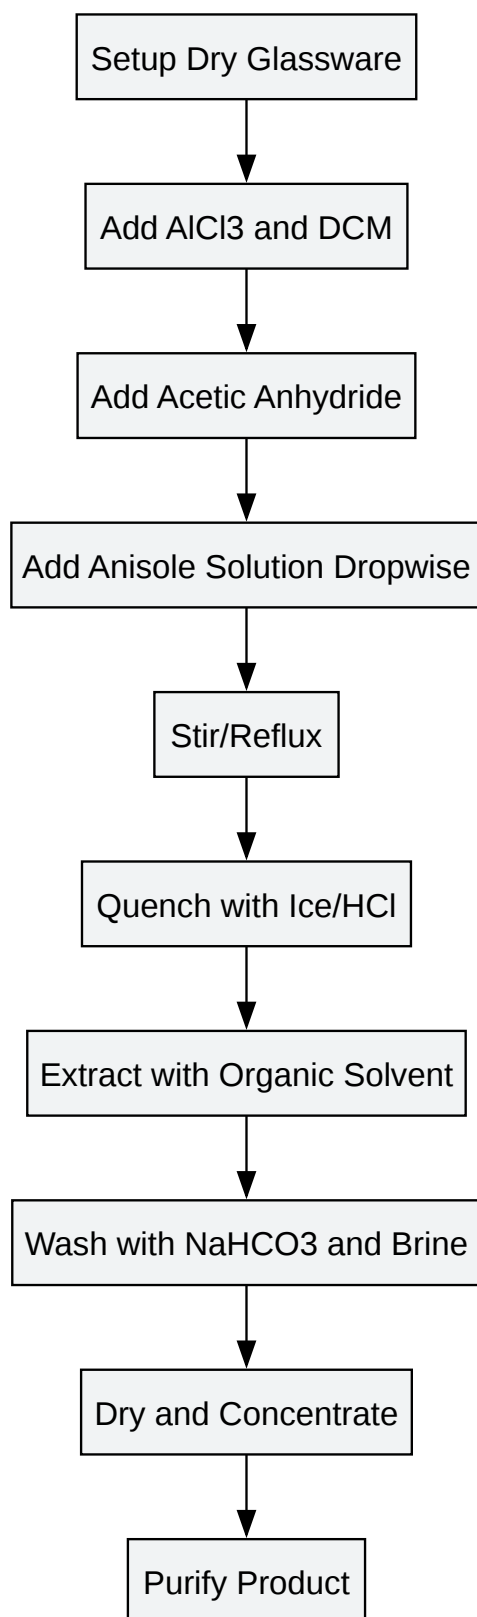 Setup Dry Glassware
Add AlCl3 and DCM
Add Acetic Anhydride
Add Anisole Solution Dropwise
Stir/Reflux
Quench with Ice/HCl
Extract with Organic Solvent
Wash with NaHCO3 and Brine
Dry and Concentrate
Purify Product